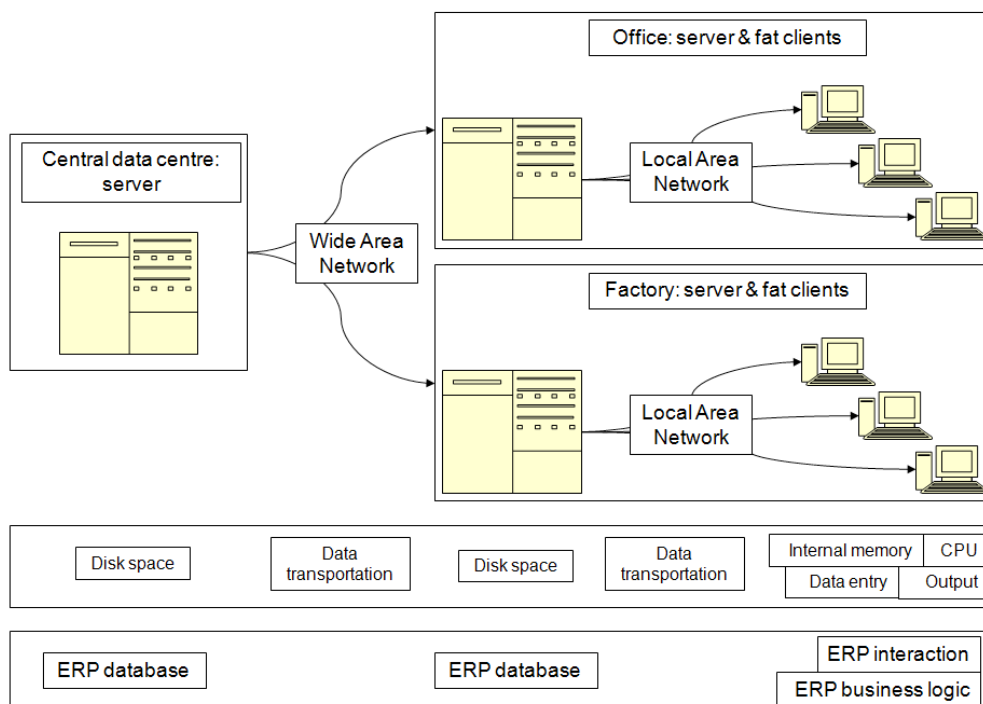 Office: server & fat clients
Central data centre:
server
Local Area
Network
Wide Area
Network
Factory: server & fat clients
Local Area
Network
Disk space
Data
transportation
Disk space
Data
transportation
Internal memory
CPU
Data entry
Output
ERP database
ERP database
ERP interaction
ERP business logic